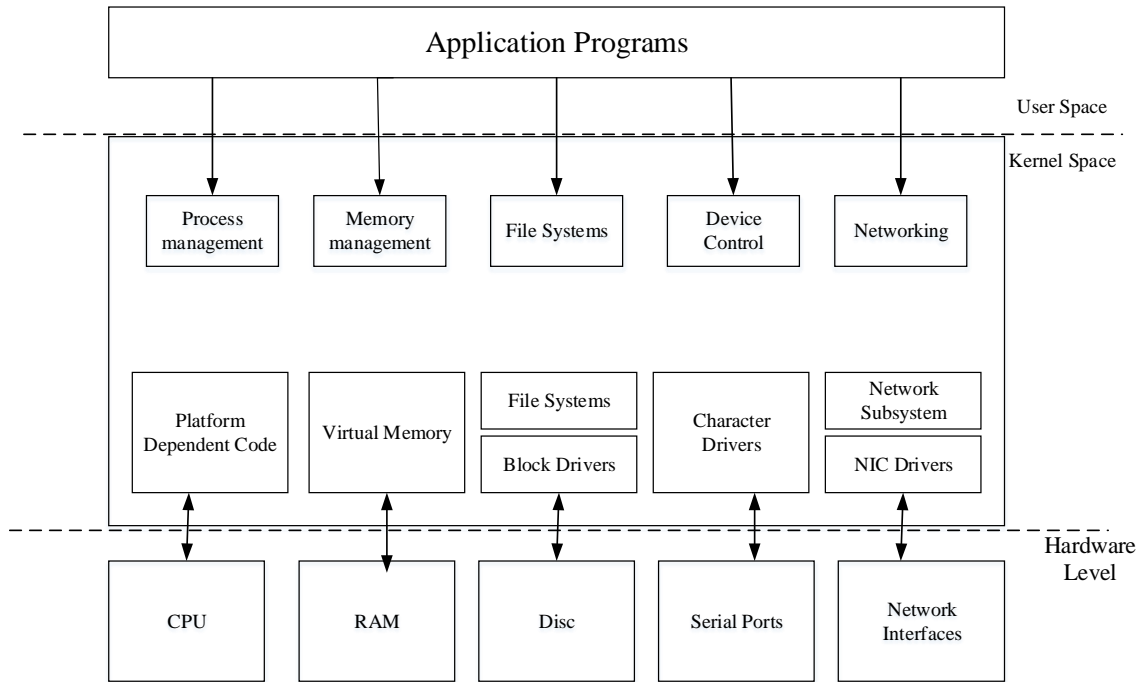 Application Programs
User Space
Kernel Space
Process
management
Memory
management
File Systems
Device
Control
Networking
Platform
Dependent Code
Virtual Memory
File Systems
Block Drivers
Character
Drivers
Network
Subsystem
NIC Drivers
Hardware
Level
CPU
RAM
Disc
Serial Ports
Network
Interfaces